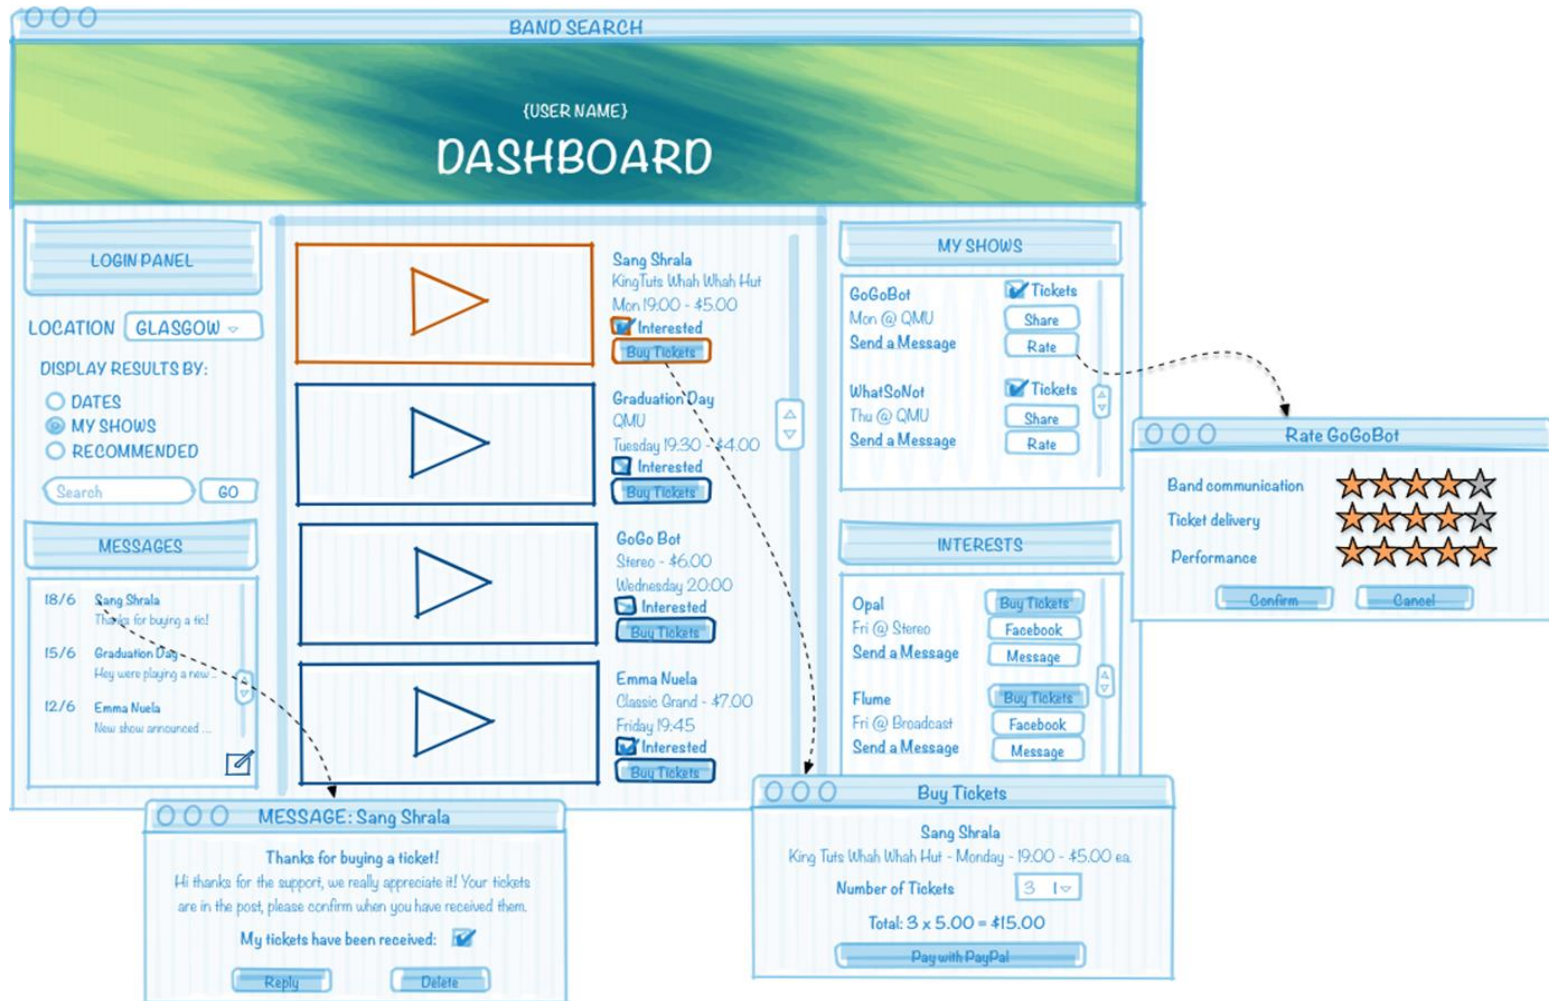 BAND SEARCH
{USER NAME}
DASHBOARD
LOGIN PANEL
LOCATION GLASGOW
DISPLAY RESULTS BY:
DATES
MY SHOWS
RECOMMENDED
Search GO
MESSAGES
18/6 Sang Shrala
Thanks for buying a tic!
15/6 Graduation Day
Hey were playing a new ...
12/6 Emma Nuela
New show announced ...
Sang Shrala
KingTuts Whah Whah Hut
Mon 19:00 - $5.00
Interested
Buy Tickets
Graduation Day
QMU
Tuesday 19:30 - $4.00
Interested
Buy Tickets
GoGo Bot
Stereo - $6.00
Wednesday 20:00
Interested
Buy Tickets
Emma Nuela
Classic Grand - $7.00
Friday 19:45
Interested
Buy Tickets
MY SHOWS
GoGoBot Tickets
Mon @ QMU Share
Send a Message Rate
WhatSoNot Tickets
Thu @ QMU Share
Send a Message Rate
INTERESTS
Opal Buy Tickets
Fri @ Stereo Facebook
Send a Message Message
Flume Buy Tickets
Fri @ Broadcast Facebook
Send a Message Message
Rate GoGoBot
Band communication
Ticket delivery
Performance
Confirm Cancel
MESSAGE: Sang Shrala
Thanks for buying a ticket!
Hi thanks for the support, we really appreciate it! Your tickets
are in the post, please confirm when you have received them.
My tickets have been received:
Reply Delete
Buy Tickets
Sang Shrala
King Tuts Whah Whah Hut - Monday - 19:00 - $5.00 ea.
Number of Tickets 3
Total: 3 x 5.00 = $15.00
Pay with PayPal